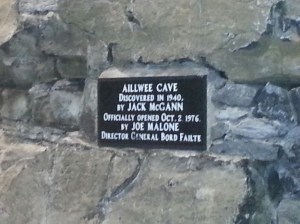 AILLWEE CAVE
DISCOVERED IN 1940.
BY JACK McGANN
OFFICIALLY OPENED OCT. 2 1976.
BY JOE MALONE
DIRECTOR GENERAL BORD FAILTE